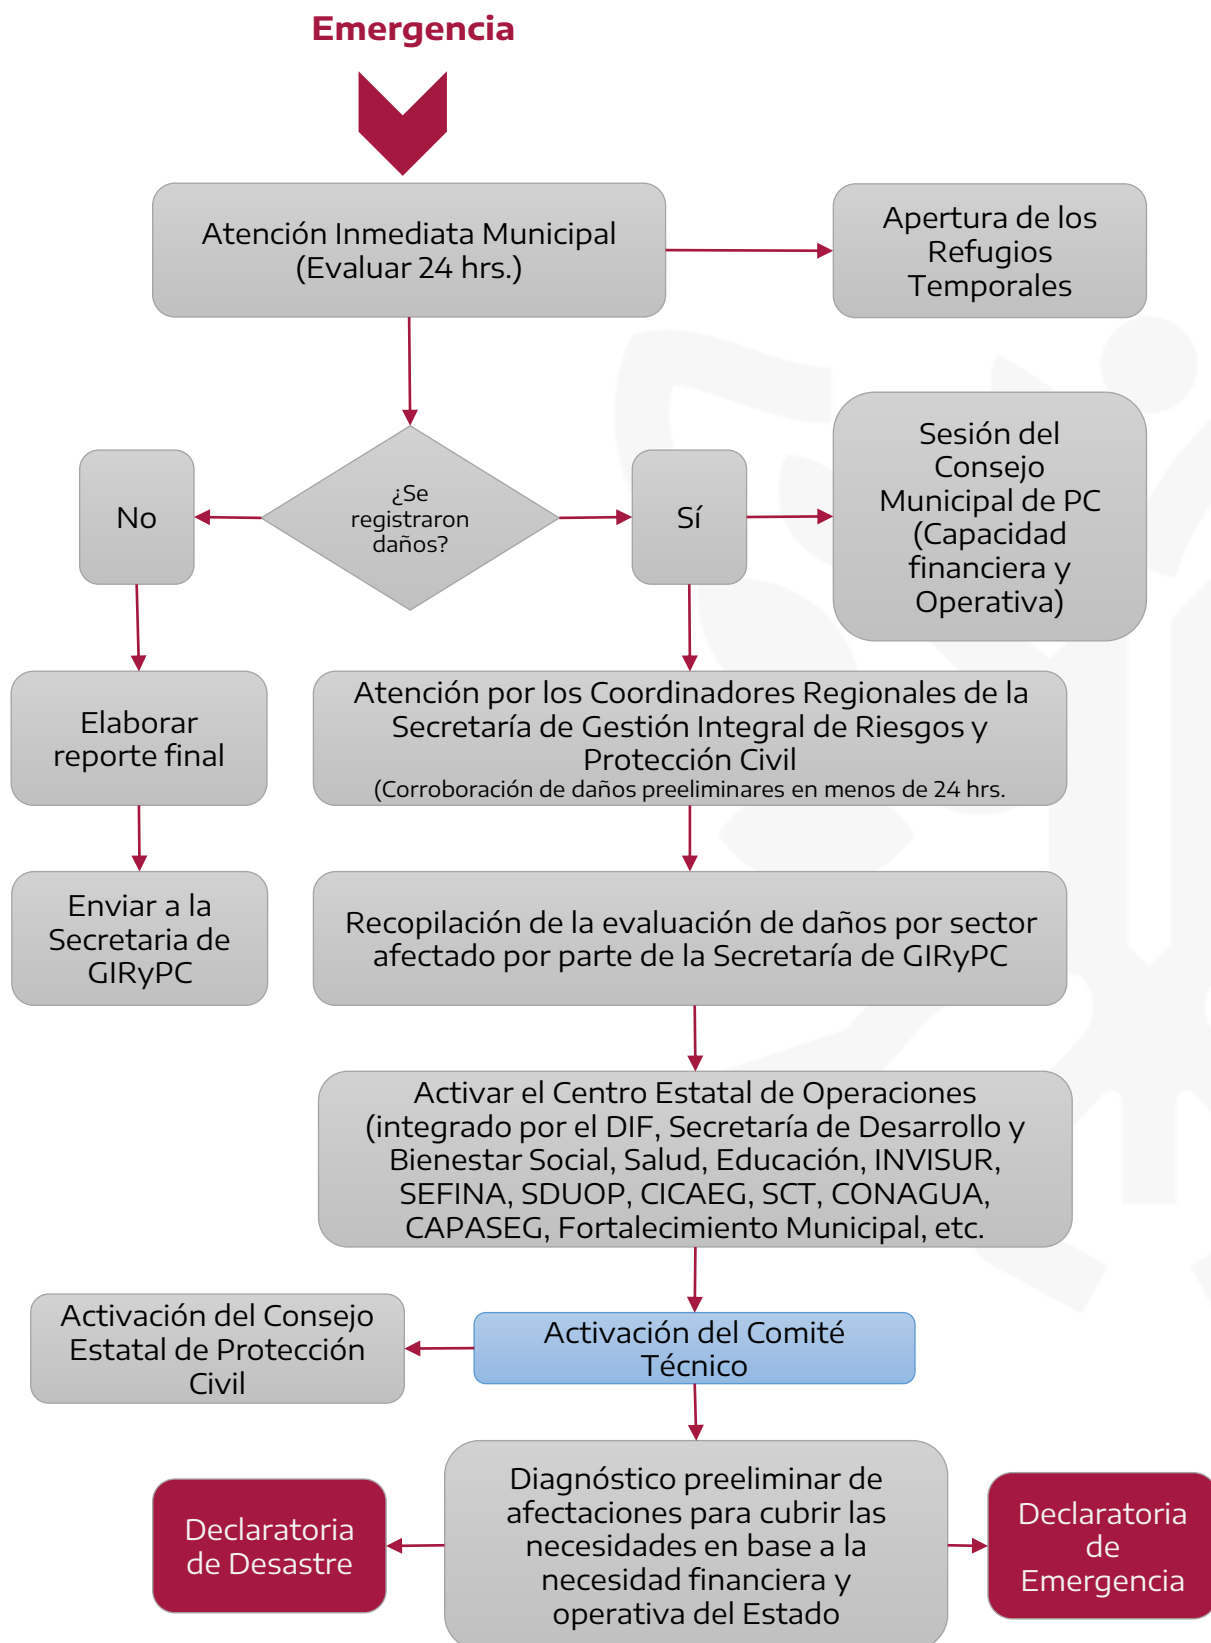 Emergencia
Atención Inmediata Municipal
(Evaluar 24 hrs.)
Apertura de los
Refugios
Temporales
No
¿Se
registraron
daños?
Sí
Sesión del
Consejo
Municipal de PC
(Capacidad
financiera y
Operativa)
Elaborar
reporte final
Atención por los Coordinadores Regionales de la
Secretaría de Gestión Integral de Riesgos y
Protección Civil
(Corroboración de daños preeliminares en menos de 24 hrs.
Enviar a la
Secretaria de
GIRyPC
Recopilación de la evaluación de daños por sector
afectado por parte de la Secretaría de GIRyPC
Activar el Centro Estatal de Operaciones
(integrado por el DIF, Secretaría de Desarrollo y
Bienestar Social, Salud, Educación, INVISUR,
SEFINA, SDUOP, CICAEG, SCT, CONAGUA,
CAPASEG, Fortalecimiento Municipal, etc.
Activación del Consejo
Estatal de Protección
Civil
Activación del Comité
Técnico
Declaratoria
de Desastre
Diagnóstico preeliminar de
afectaciones para cubrir las
necesidades en base a la
necesidad financiera y
operativa del Estado
Declaratoria
de
Emergencia